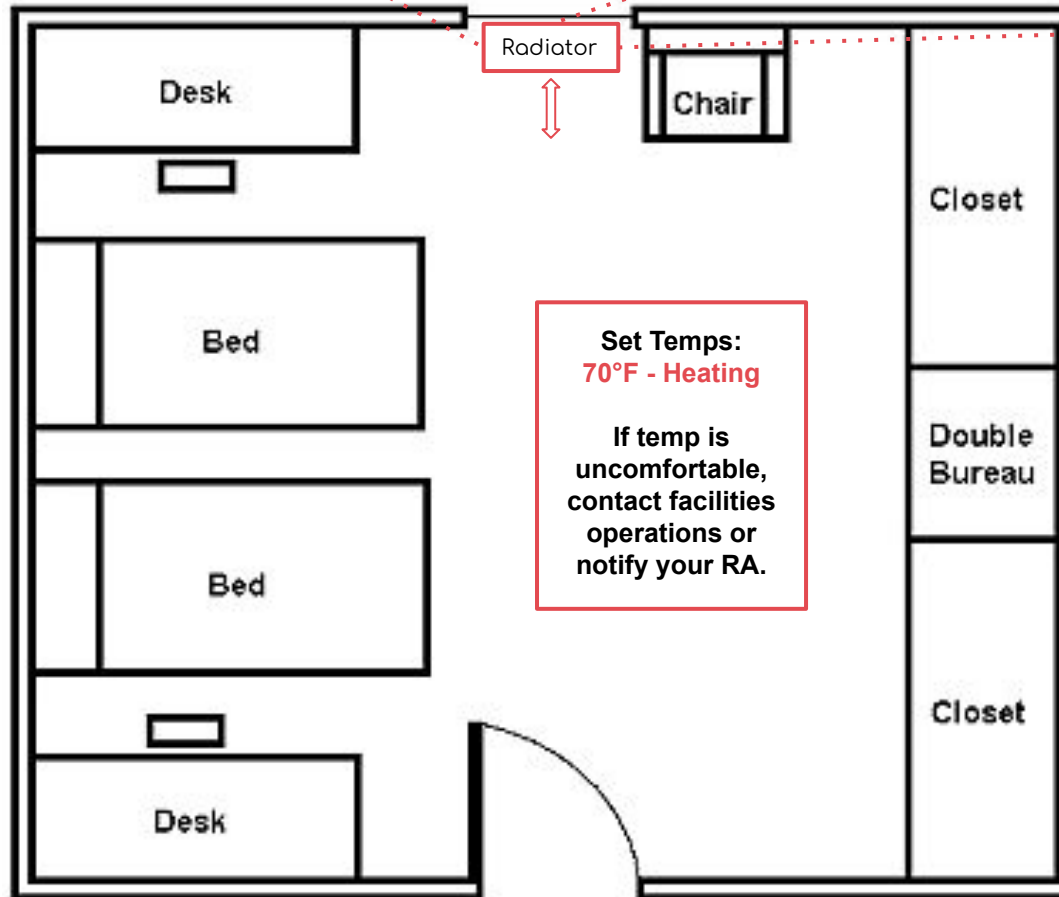 Radiator
Desk
Chair
Closet
Bed
Set Temps:
70°F - Heating
If temp is
uncomfortable,
contact facilities
operations or
notify your RA.
Double
Bureau
Bed
Closet
Desk